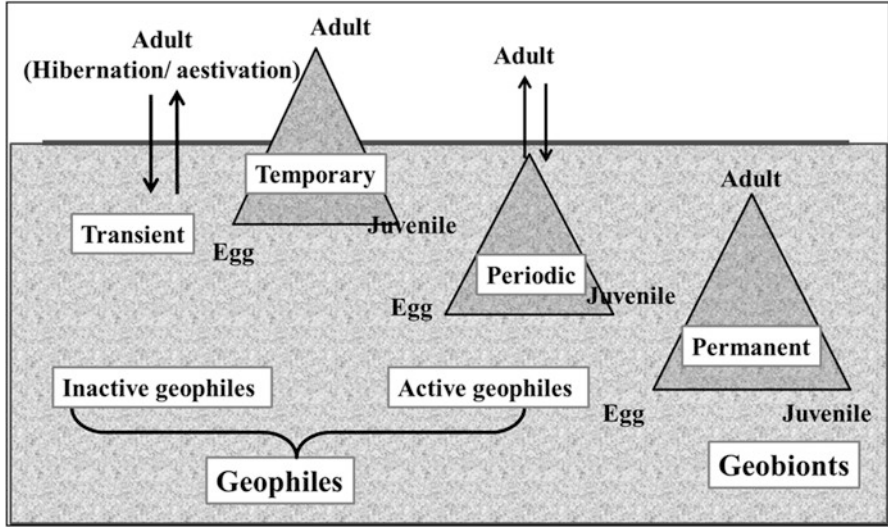 Adult
(Hibernation/ aestivation)
Transient
Adult
Temporary
Egg
Juvenile
Adult
Periodic
Egg
Juvenile
Adult
Permanent
Egg
Juvenile
Inactive geophiles
Active geophiles
Geophiles
Geobionts